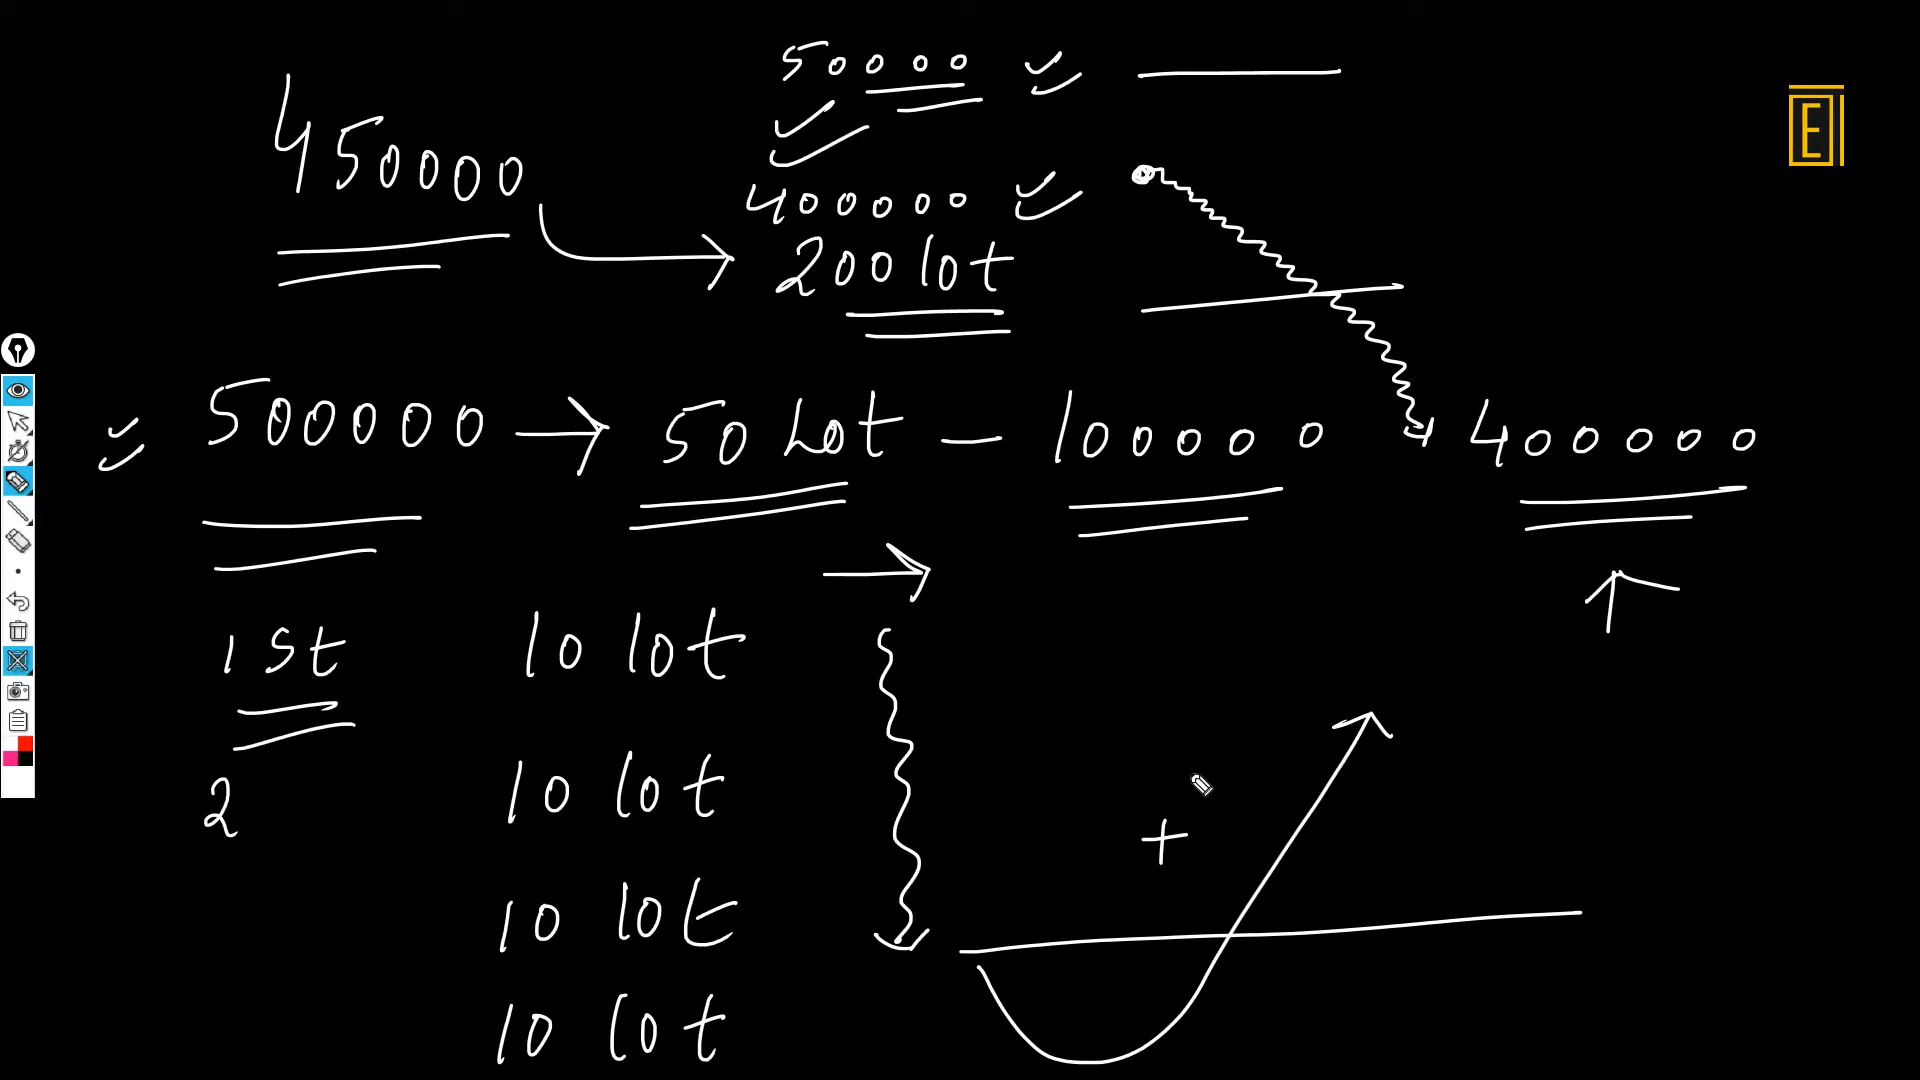 50000
450000
400000
200 lot
500000 → 50 Lot — 100000 400000
1st 10 lot
2 10 lot
10 lot
10 lot
+
E